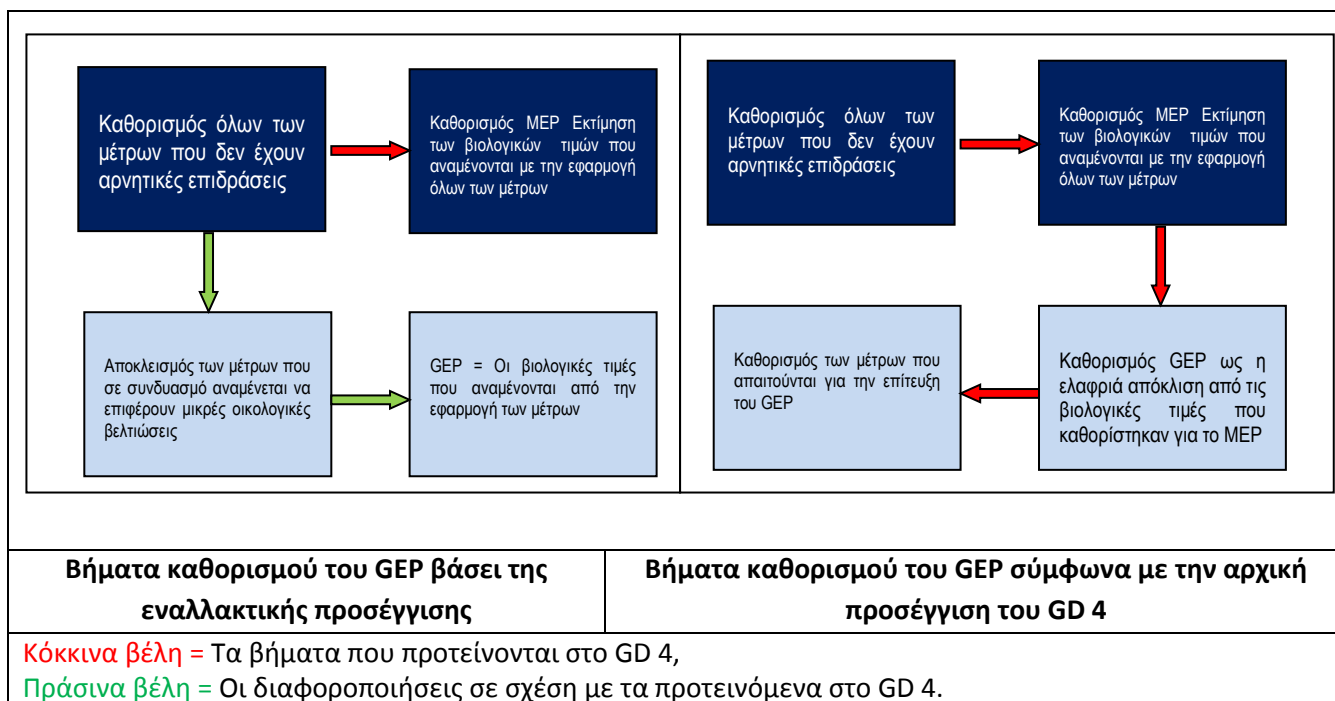 Καθορισμός όλων των
μέτρων που δεν έχουν
αρνητικές επιδράσεις
Καθορισμός MEP Εκτίμηση
των βιολογικών τιμών που
αναμένονται με την εφαρμογή
όλων των μέτρων
Αποκλεισμός των μέτρων που
σε συνδυασμό αναμένεται να
επιφέρουν μικρές οικολογικές
βελτιώσεις
GEP = Οι βιολογικές τιμές
που αναμένονται από την
εφαρμογή των μέτρων
Καθορισμός όλων των
μέτρων που δεν έχουν
αρνητικές επιδράσεις
Καθορισμός MEP Εκτίμηση
των βιολογικών τιμών που
αναμένονται με την εφαρμογή
όλων των μέτρων
Καθορισμός των μέτρων που
απαιτούνται για την επίτευξη
του GEP
Καθορισμός GEP ως η
ελαφριά απόκλιση από τις
βιολογικές τιμές που
καθορίστηκαν για το MEP
Βήματα καθορισμού του GEP βάσει της
εναλλακτικής προσέγγισης
Βήματα καθορισμού του GEP σύμφωνα με την αρχική
προσέγγιση του GD 4
Κόκκινα βέλη = Τα βήματα που προτείνονται στο GD 4,
Πράσινα βέλη = Οι διαφοροποιήσεις σε σχέση με τα προτεινόμενα στο GD 4.